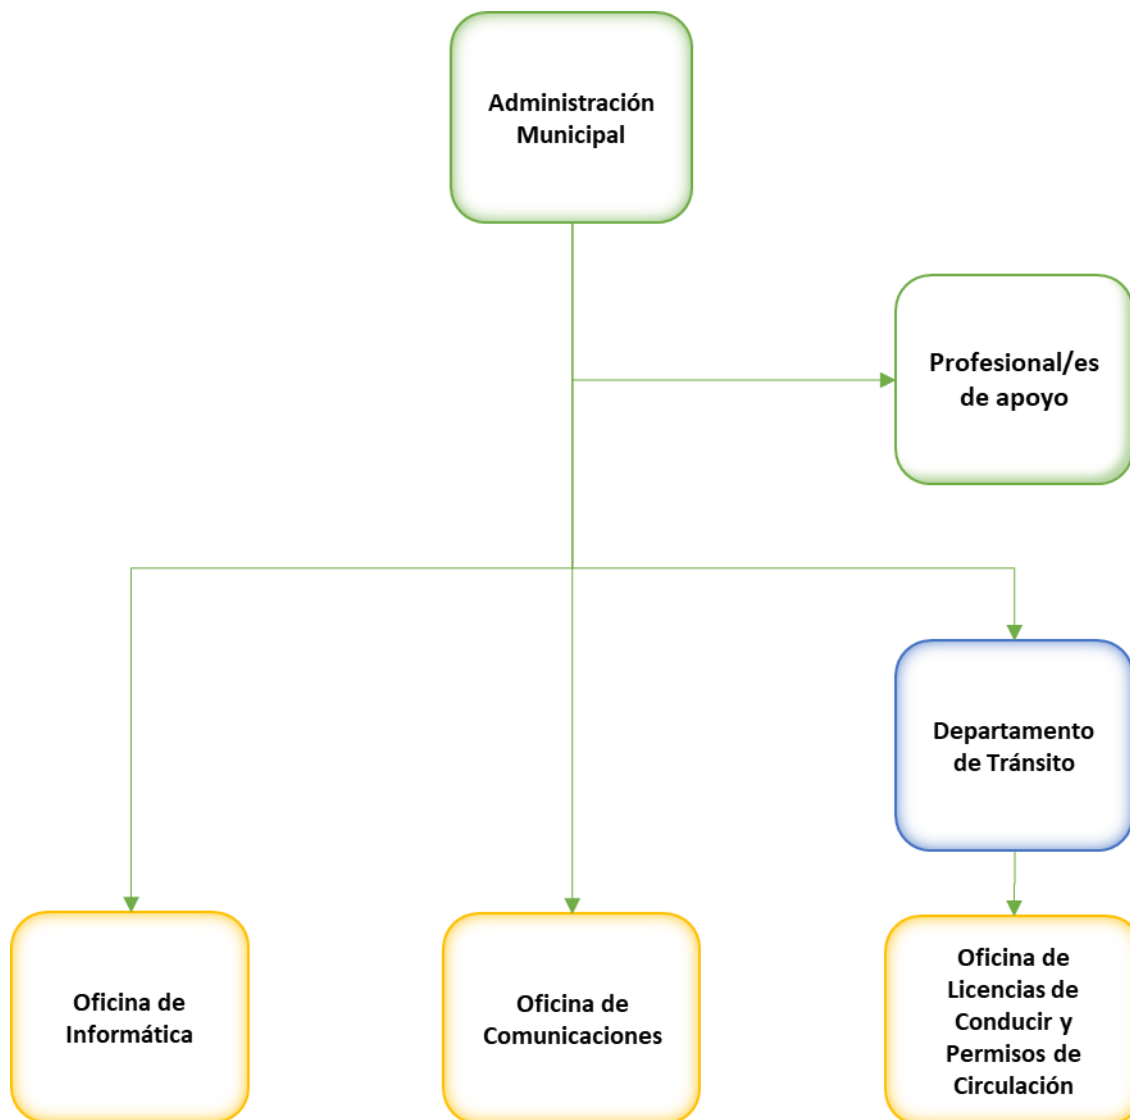 Administración
Municipal
Profesional/es
de apoyo
Departamento
de Tránsito
Oficina de
Informática
Oficina de
Comunicaciones
Oficina de
Licencias de
Conducir y
Permisos de
Circulación